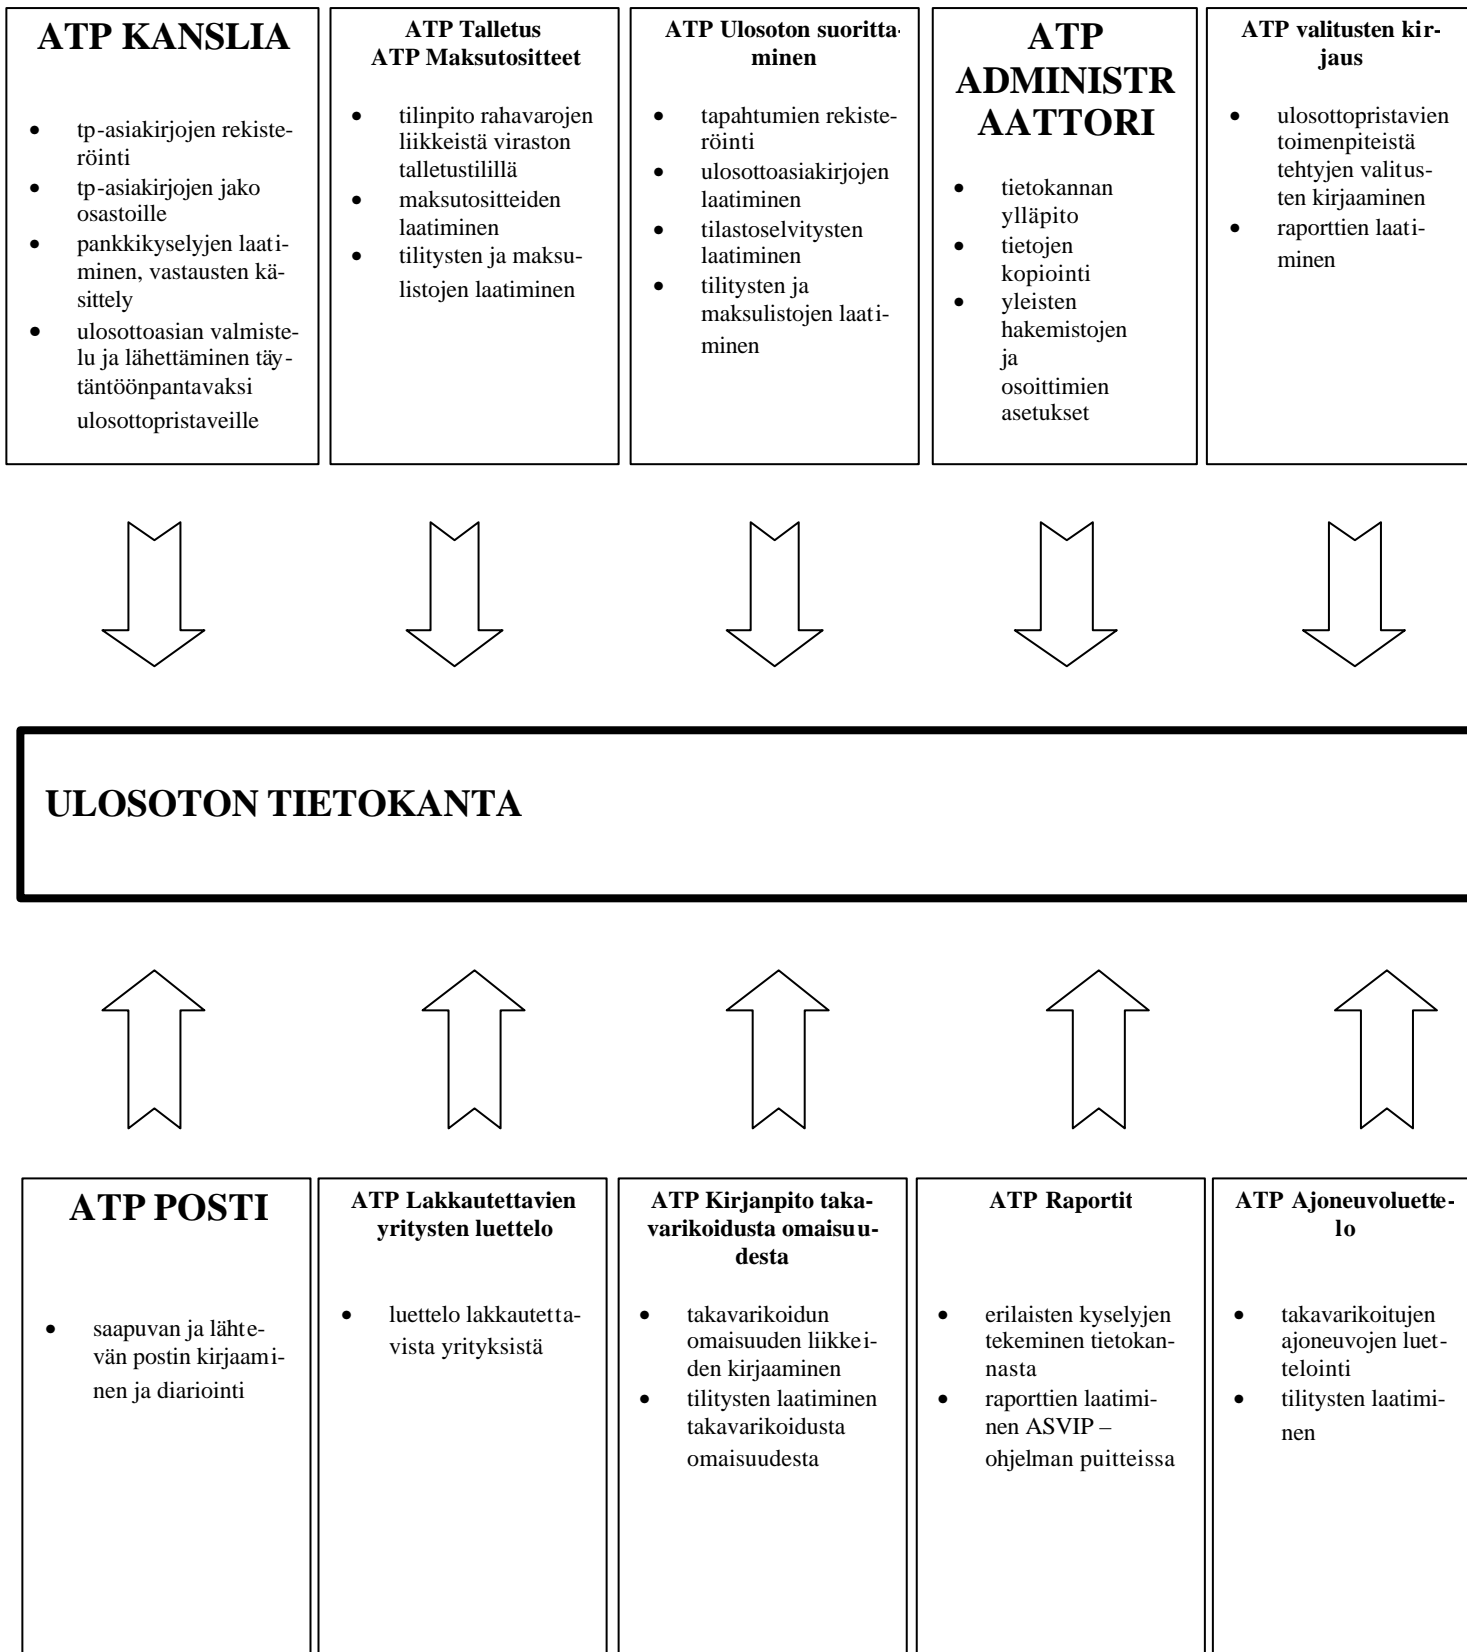 ATP KANSLIA
• tp-asiakirjojen rekiste-
röinti
• tp-asiakirjojen jako
osastoille
• pankkikyselyjen laati-
minen, vastausten kä-
sittely
• ulosottoasian valmiste-
lu ja lähettäminen täy-
täntöönpantavaksi
ulosottopristaveille
ATP Talletus
ATP Maksutositteet
• tilinpito rahavarojen
liikkeistä viraston
talletustilillä
• maksutositteiden
laatiminen
• tilitysten ja maksu-
listojen laatiminen
ATP Ulosoton suoritta-
minen
• tapahtumien rekiste-
röinti
• ulosottoasiakirjojen
laatiminen
• tilastoselvitysten
laatiminen
• tilitysten ja
maksulistojen laati-
minen
ATP
ADMINISTR
AATTORI
• tietokannan
ylläpito
• tietojen
kopiointi
• yleisten
hakemistojen
ja
osoittimien
asetukset
ATP valitusten kir-
jaus
• ulosottopristavien
toimenpiteistä
tehtyjen valitus-
ten kirjaaminen
• raporttien laati-
minen
ULOSOTON TIETOKANTA
ATP POSTI
• saapuvan ja lähte-
vän postin kirjaami-
nen ja diariointi
ATP Lakkautettavien
yritysten luettelo
• luettelo lakkautetta-
vista yrityksistä
ATP Kirjanpito taka-
varikoidusta omaisuu-
desta
• takavarikoidun
omaisuuden liikkei-
den kirjaaminen
• tilitysten laatiminen
takavarikoidusta
omaisuudesta
ATP Raportit
• erilaisten kyselyjen
tekeminen tietokan-
nasta
• raporttien laatimi-
nen ASVIP –
ohjelman puitteissa
ATP Ajoneuvoluette-
lo
• takavarikoitujen
ajoneuvojen luet-
telointi
• tilitysten laatimi-
nen